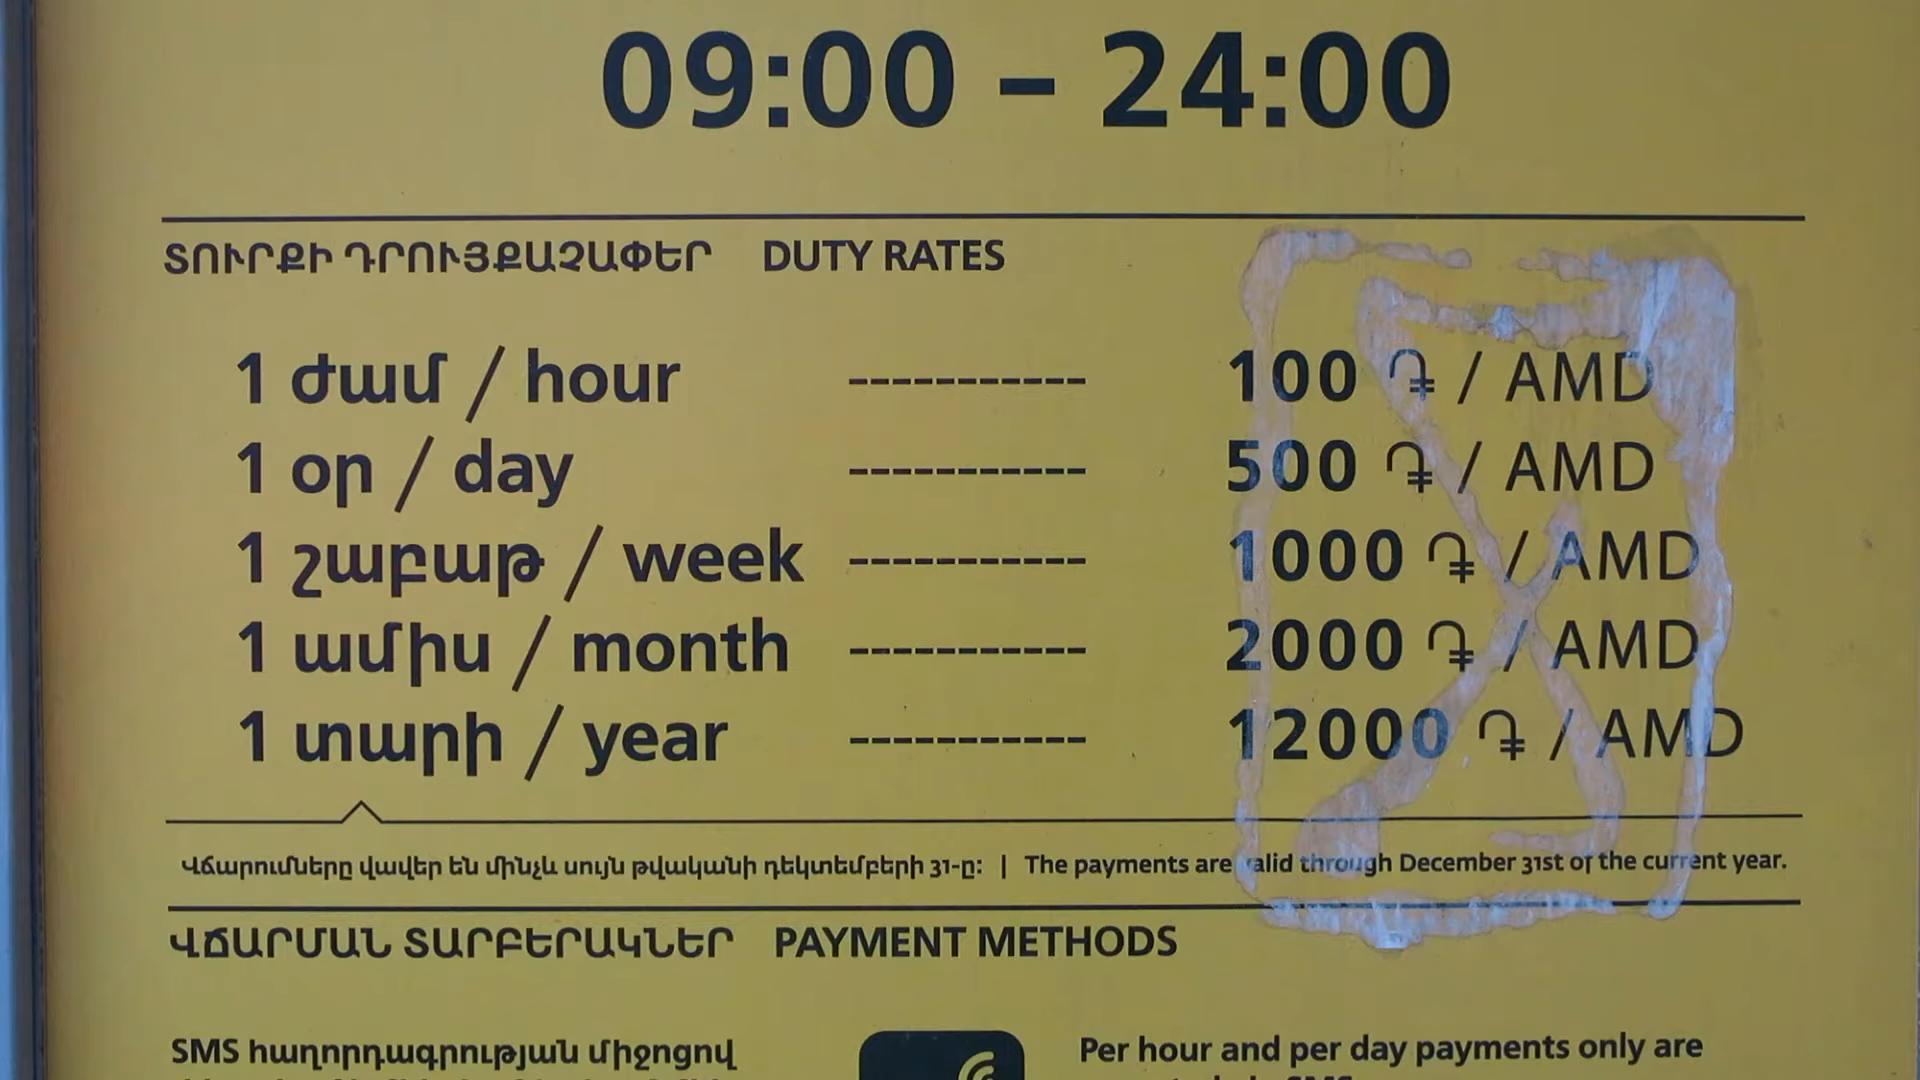 09:00 – 24:00
ՏՈՒՐՔԻ ԴՐՈՒՅՔԱՉԱՓԵՐ DUTY RATES
1 ժամ / hour ----------- 100 ֏ / AMD
1 օր / day ----------- 500 ֏ / AMD
1 շաբաթ / week ----------- 1000 ֏ / AMD
1 ամիս / month ----------- 2000 ֏ / AMD
1 տարի / year ----------- 12000 ֏ / AMD
Վճարումները վավեր են մինչև սույն թվականի դեկտեմբերի 31-ը: | The payments are valid through December 31st of the current year.
ՎՃԱՐՄԱՆ ՏԱՐԲԵՐԱԿՆԵՐ PAYMENT METHODS
SMS հաղորդագրության միջոցով
Per hour and per day payments only are